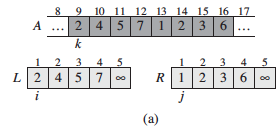 8 9 10 11 12 13 14 15 16 17
A ... 2 4 5 7 1 2 3 6 ...
k
1 2 3 4 5 1 2 3 4 5
L 2 4 5 7 ∞ R 1 2 3 6 ∞
i j
(a)